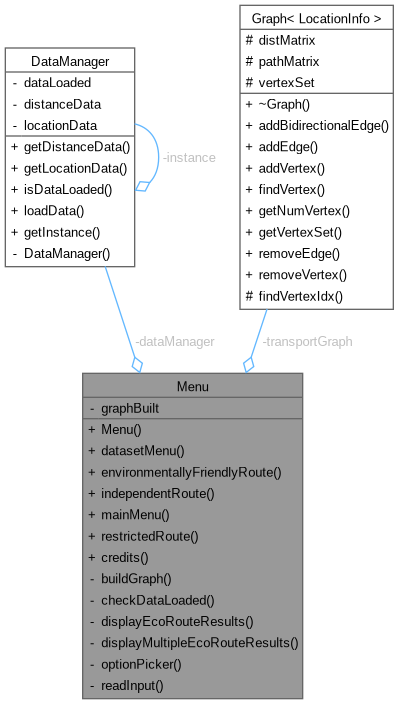 DataManager
- dataLoaded
- distanceData
- locationData
+ getDistanceData()
+ getLocationData()
+ isDataLoaded()
+ loadData()
+ getInstance()
- DataManager()
-instance
Graph< LocationInfo >
# distMatrix
# pathMatrix
# vertexSet
+ ~Graph()
+ addBidirectionalEdge()
+ addEdge()
+ addVertex()
+ findVertex()
+ getNumVertex()
+ getVertexSet()
+ removeEdge()
+ removeVertex()
# findVertexIdx()
-dataManager
-transportGraph
Menu
- graphBuilt
+ Menu()
+ datasetMenu()
+ environmentallyFriendlyRoute()
+ independentRoute()
+ mainMenu()
+ restrictedRoute()
+ credits()
- buildGraph()
- checkDataLoaded()
- displayEcoRouteResults()
- displayMultipleEcoRouteResults()
- optionPicker()
- readInput()